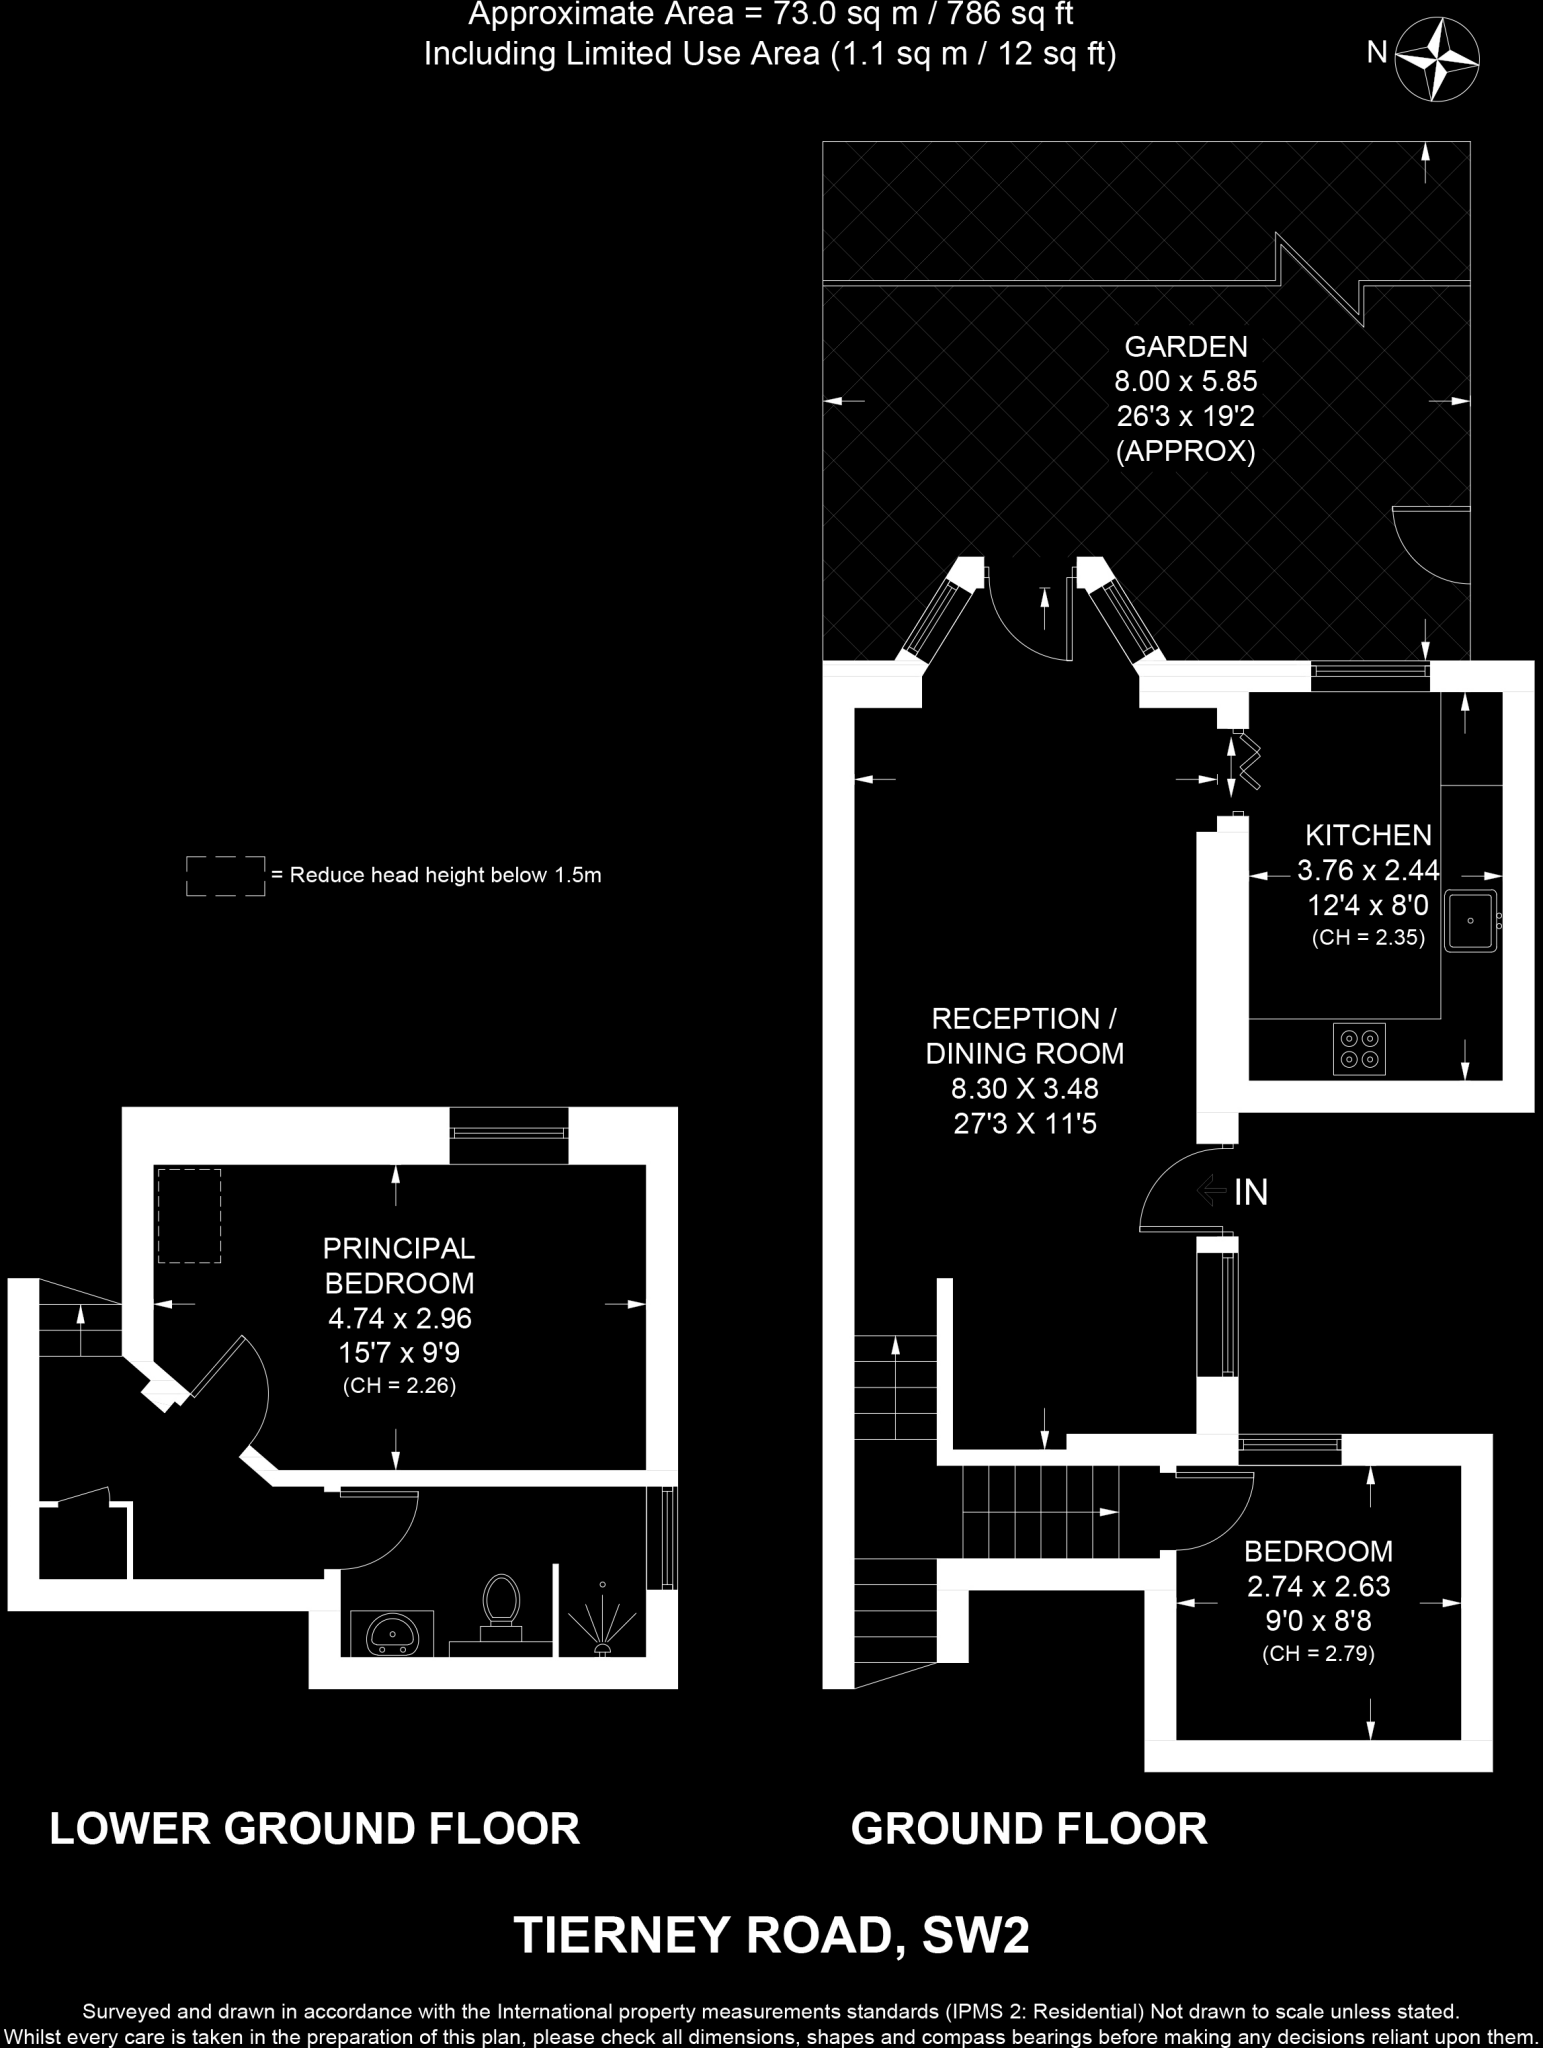 Approximate Area = 73.0 sq m / 786 sq ft
Including Limited Use Area (1.1 sq m / 12 sq ft)
N
GARDEN
8.00 x 5.85
26'3 x 19'2
(APPROX)
= Reduce head height below 1.5m
KITCHEN
3.76 x 2.44
12'4 x 8'0
(CH = 2.35)
RECEPTION /
DINING ROOM
8.30 X 3.48
27'3 X 11'5
IN
PRINCIPAL
BEDROOM
4.74 x 2.96
15'7 x 9'9
(CH = 2.26)
BEDROOM
2.74 x 2.63
9'0 x 8'8
(CH = 2.79)
LOWER GROUND FLOOR
GROUND FLOOR
TIERNEY ROAD, SW2
Surveyed and drawn in accordance with the International property measurements standards (IPMS 2: Residential) Not drawn to scale unless stated.
Whilst every care is taken in the preparation of this plan, please check all dimensions, shapes and compass bearings before making any decisions reliant upon them.